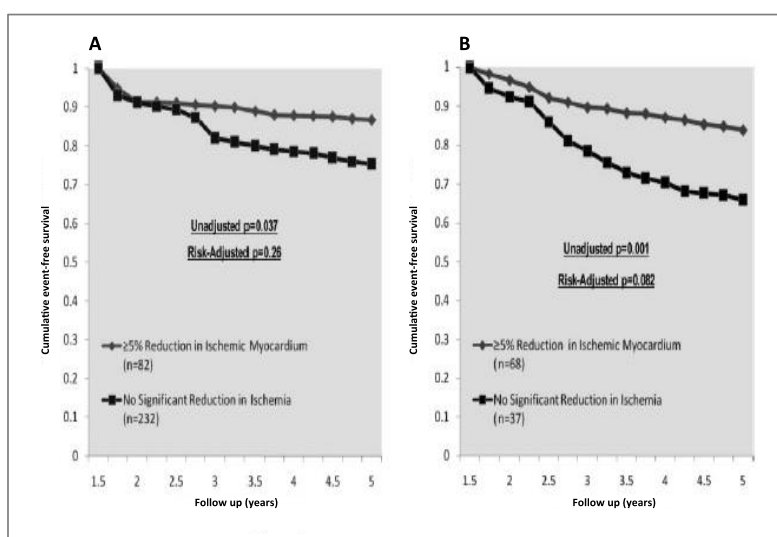 A
1
0.9
0.8
0.7
0.6
0.5
0.4
0.3
0.2
0.1
0
Cumulative event-free survival
Unadjusted p=0.037
Risk-Adjusted p=0.26
≥5% Reduction in Ischemic Myocardium
(n=82)
No Significant Reduction in Ischemia
(n=232)
1.5 2 2.5 3 3.5 4 4.5 5
Follow up (years)
B
1
0.9
0.8
0.7
0.6
0.5
0.4
0.3
0.2
0.1
0
Cumulative event-free survival
Unadjusted p=0.001
Risk-Adjusted p=0.082
≥5% Reduction in Ischemic Myocardium
(n=68)
No Significant Reduction in Ischemia
(n=37)
1.5 2 2.5 3 3.5 4 4.5 5
Follow up (years)